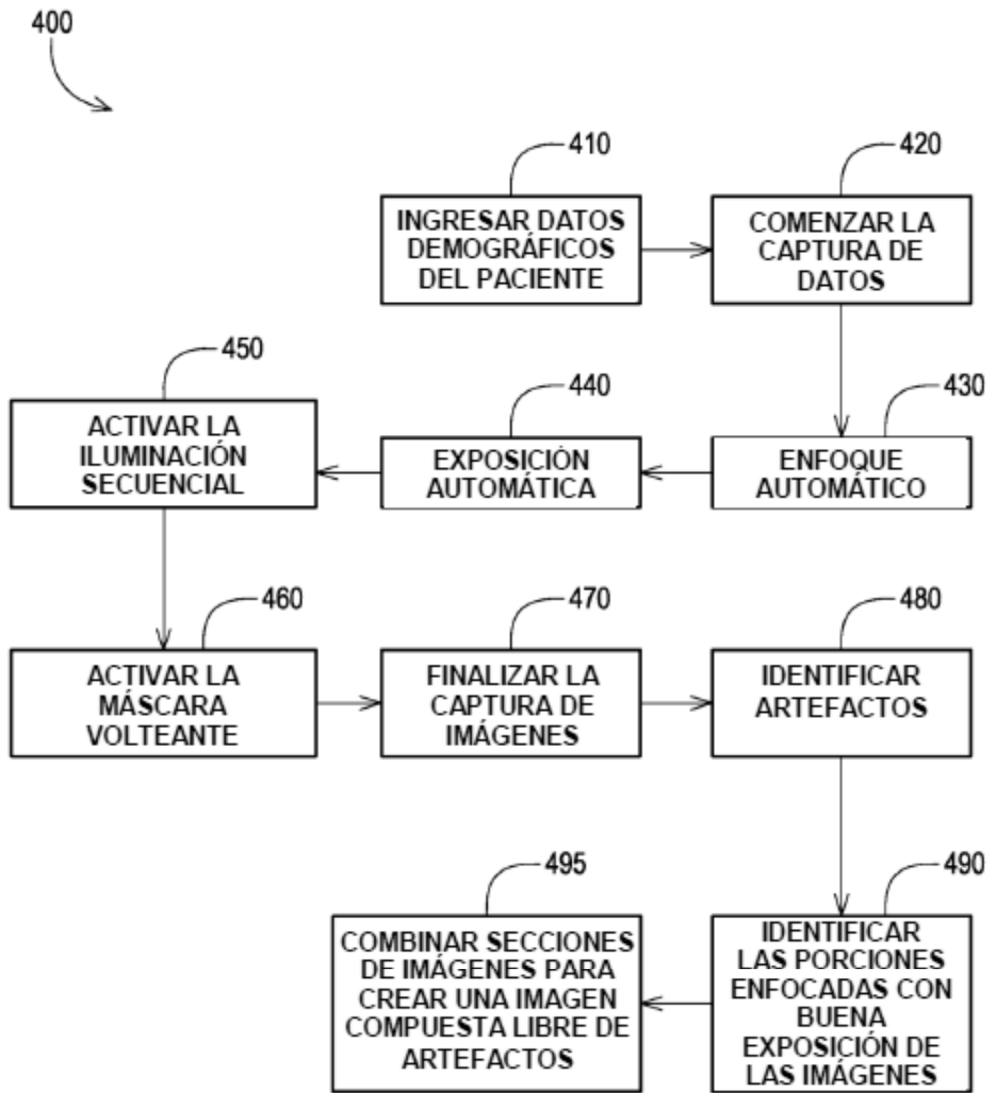 400
410
INGRESAR DATOS
DEMOGRÁFICOS
DEL PACIENTE
420
COMENZAR LA
CAPTURA DE
DATOS
430
ENFOQUE
AUTOMÁTICO
440
EXPOSICIÓN
AUTOMÁTICA
450
ACTIVAR LA
ILUMINACIÓN
SECUENCIAL
460
ACTIVAR LA
MÁSCARA
VOLTEANTE
470
FINALIZAR LA
CAPTURA DE
IMÁGENES
480
IDENTIFICAR
ARTEFACTOS
490
IDENTIFICAR
LAS PORCIONES
ENFOCADAS CON
BUENA
EXPOSICIÓN DE
LAS IMÁGENES
495
COMBINAR SECCIONES
DE IMÁGENES PARA
CREAR UNA IMAGEN
COMPUESTA LIBRE DE
ARTEFACTOS